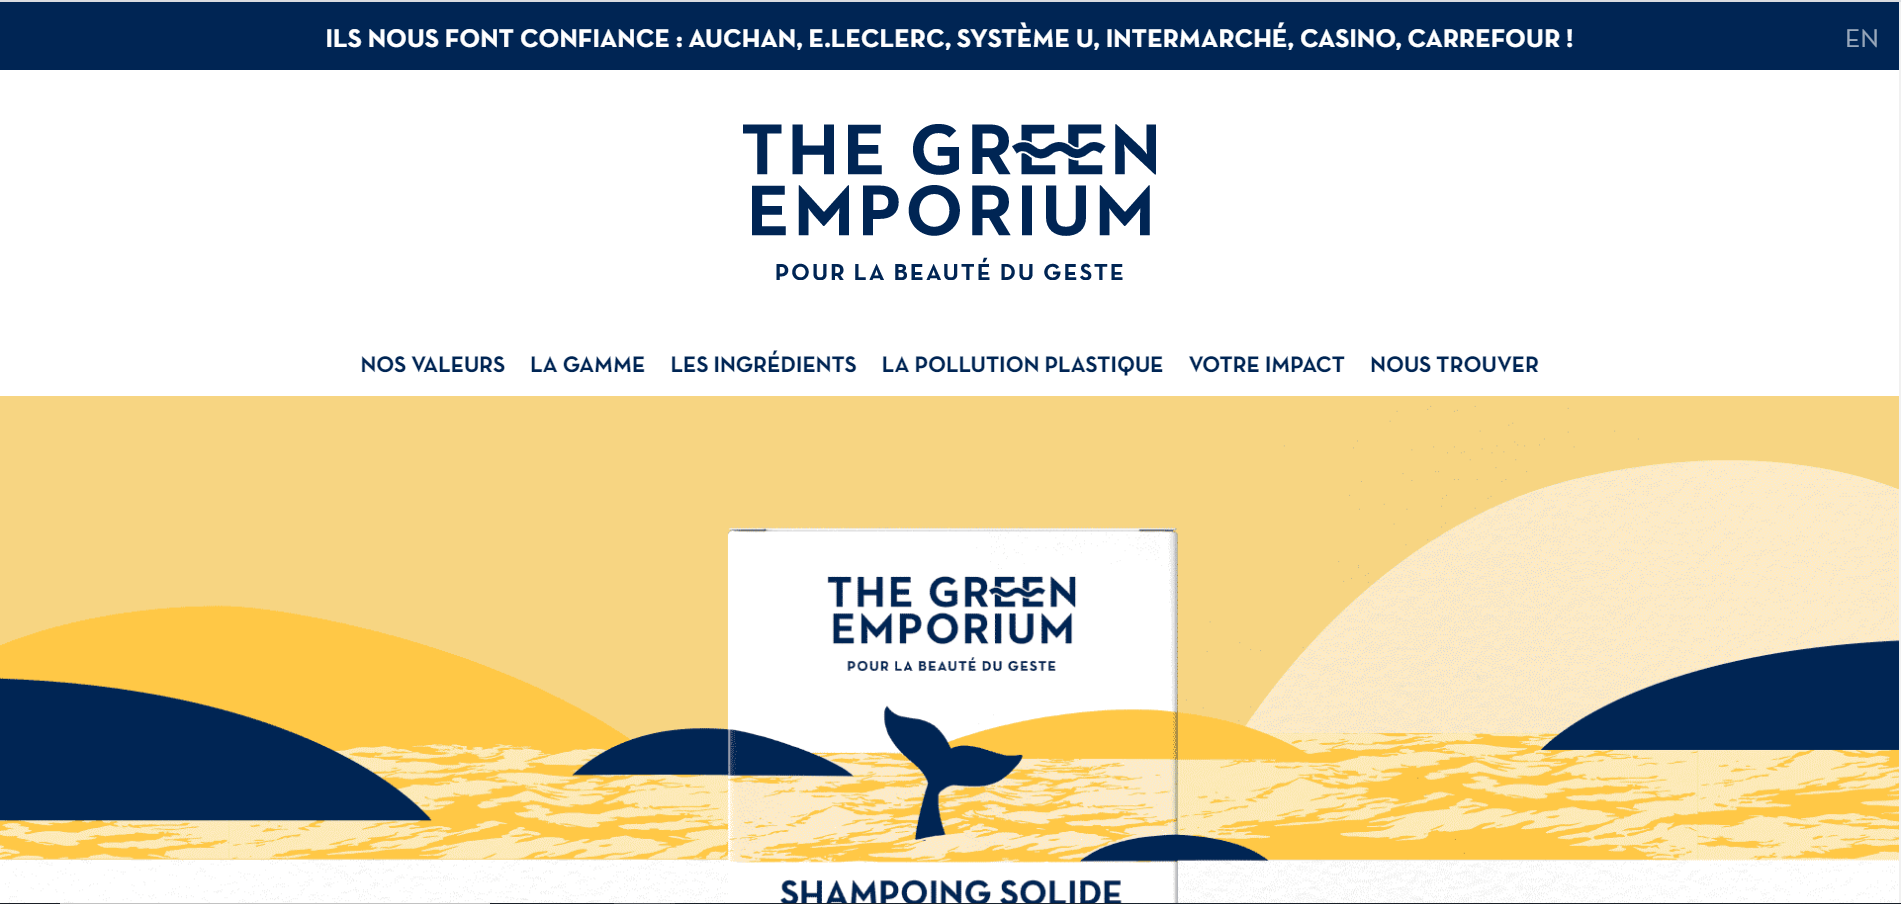 ILS NOUS FONT CONFIANCE : AUCHAN, E.LECLERC, SYSTÈME U, INTERMARCHÉ, CASINO, CARREFOUR !
EN
THE GREEN
EMPORIUM
POUR LA BEAUTÉ DU GESTE
NOS VALEURS LA GAMME LES INGRÉDIENTS LA POLLUTION PLASTIQUE VOTRE IMPACT NOUS TROUVER
THE GREEN
EMPORIUM
POUR LA BEAUTÉ DU GESTE
SHAMPOING SOLIDE